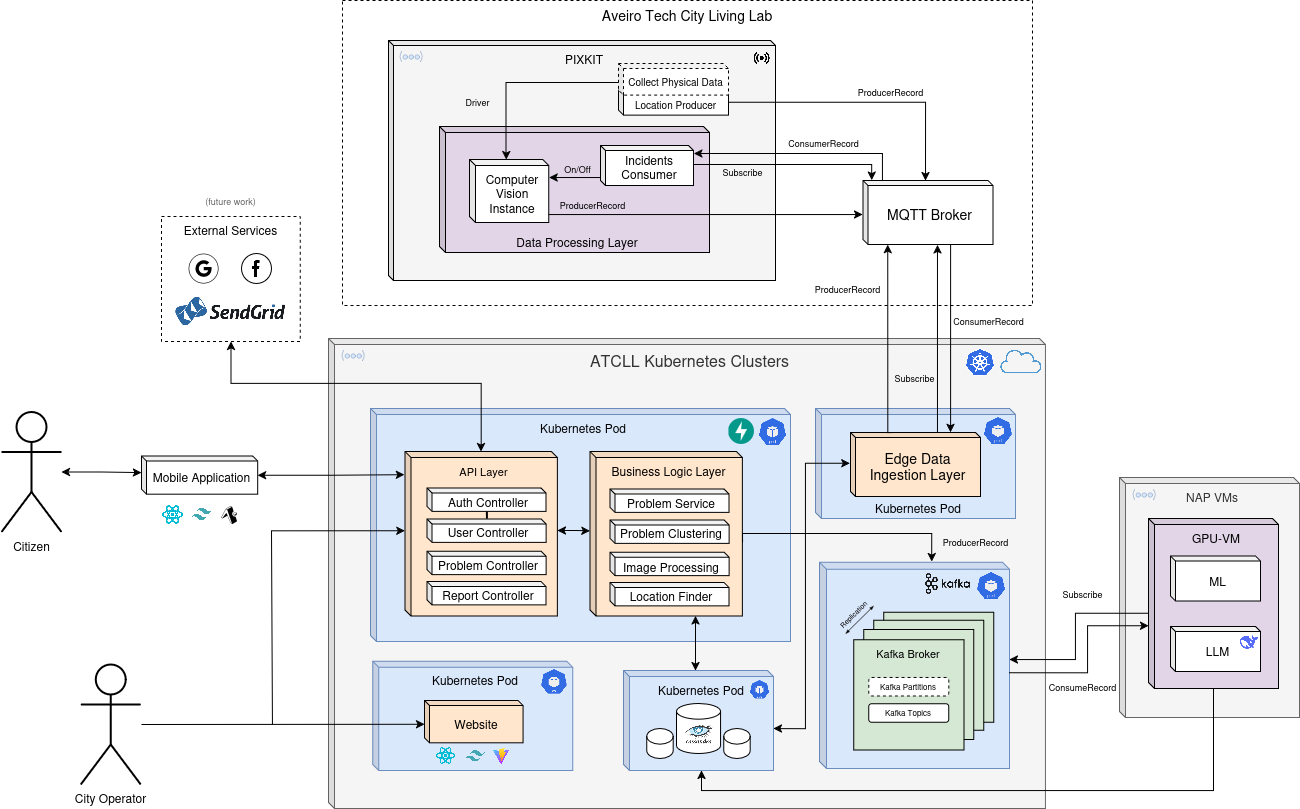 Aveiro Tech City Living Lab
PIXKIT
Collect Physical Data
Location Producer
Driver
ProducerRecord
ConsumerRecord
Incidents
Consumer
On/Off
Subscribe
Computer
Vision
Instance
ProducerRecord
Data Processing Layer
MQTT Broker
(future work)
External Services
G
f
SendGrid
ProducerRecord
ConsumerRecord
Subscribe
ATCLL Kubernetes Clusters
Kubernetes Pod
API Layer
Auth Controller
User Controller
Problem Controller
Report Controller
Business Logic Layer
Problem Service
Problem Clustering
Image Processing
Location Finder
Edge Data
Ingestion Layer
Kubernetes Pod
Citizen
Mobile Application
ProducerRecord
kafka
Replication
Kafka Broker
Kafka Partitions
Kafka Topics
NAP VMs
GPU-VM
ML
LLM
Subscribe
ConsumeRecord
Kubernetes Pod
Website
Kubernetes Pod
cassandra
City Operator